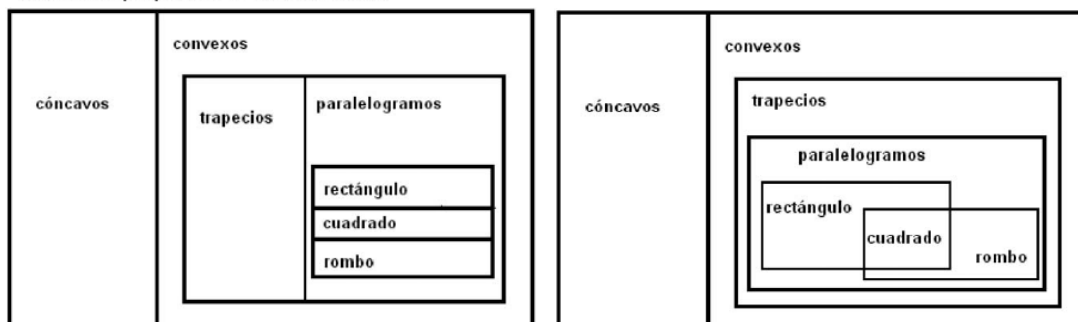 convexos
cóncavos
trapecios
paralelogramos
rectángulo
cuadrado
rombo
convexos
cóncavos
trapecios
paralelogramos
rectángulo
cuadrado
rombo